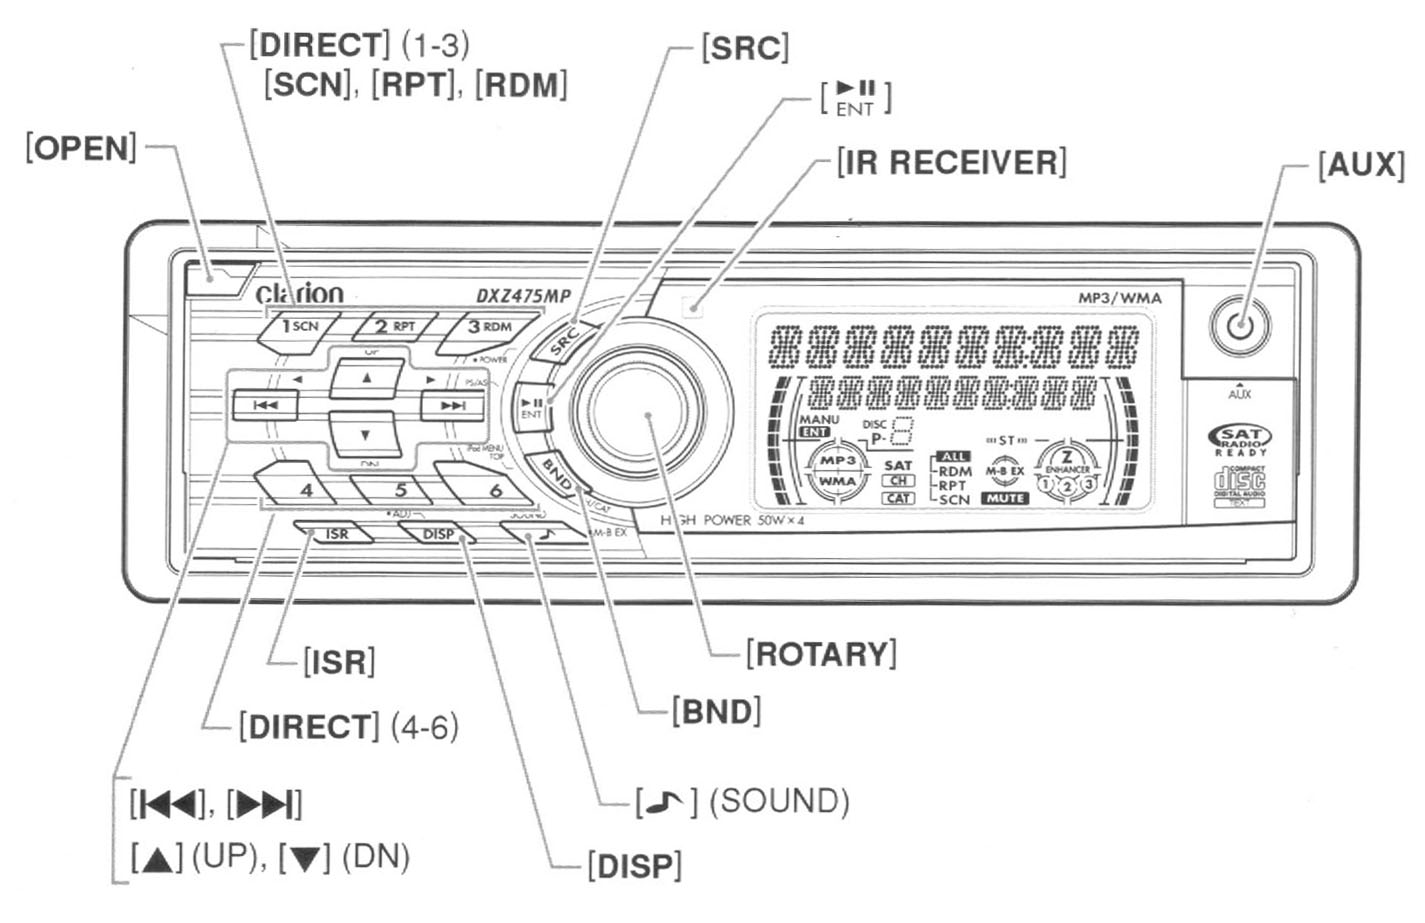 [DIRECT] (1-3)
[SCN], [RPT], [RDM]
[SRC]
[►II ENT]
[IR RECEIVER]
[OPEN]
[AUX]
Clarion
DXZ475MP
MP3/WMA
1 SCN
2 RPT
3 RDM
SRC
POWER
PS/AS
UP
►II
ENT
DN
iPod MENU
TOP
BND
4
5
6
ADJ
SOUND
ISR
DISP
♪
M-B EX
HIGH POWER 50W×4
MANU
ENT
DISC
P-
MP3
WMA
SAT
CH
CAT
ALL
RDM
RPT
SCN
ST
M-B EX
MUTE
Z
ENHANCER
1 2 3
AUX
SAT
RADIO
READY
COMPACT
disc
DIGITAL AUDIO
TEXT
[ISR]
[ROTARY]
[BND]
[DIRECT] (4-6)
[I◄◄], [►►I]
[♪] (SOUND)
[▲] (UP), [▼] (DN)
[DISP]